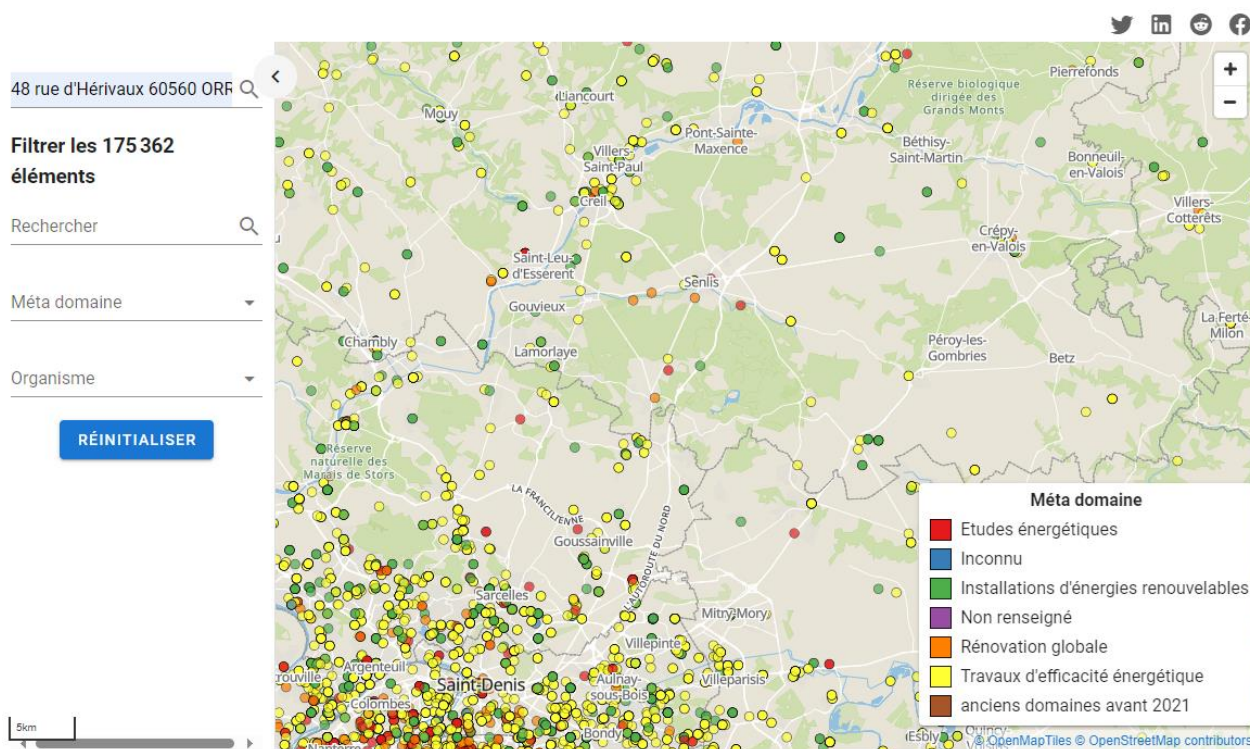 48 rue d'Hérivaux 60560 ORR
Filtrer les 175 362
éléments
Rechercher
Méta domaine
Organisme
RÉINITIALISER
5km
Mouy
Liancourt
Villers-
Saint-Paul
Creil
Pont-Sainte-
Maxence
Réserve biologique
dirigée des
Grands Monts
Pierrefonds
Béthisy-
Saint-Martin
Bonneuil-
en-Valois
Villers-
Cotterêts
Crépy-
en-Valois
Saint-Leu-
d'Esserent
Gouvieux
Senlis
La Ferté-
Milon
Chambly
Lamorlaye
Péroy-les-
Gombries
Betz
Réserve
naturelle des
Marais de Stors
LA FRANCILIENNE
Goussainville
L'AUTOROUTE DU NORD
Sarcelles
Mitry-Mory
Villepinte
Argenteuil
Saint-Denis
Colombes
Aulnay-
sous-Bois
Villeparisis
Bondy
Nanterre
Esbly
Méta domaine
Etudes énergétiques
Inconnu
Installations d'énergies renouvelables
Non renseigné
Rénovation globale
Travaux d'efficacité énergétique
anciens domaines avant 2021
© OpenMapTiles © OpenStreetMap contributors